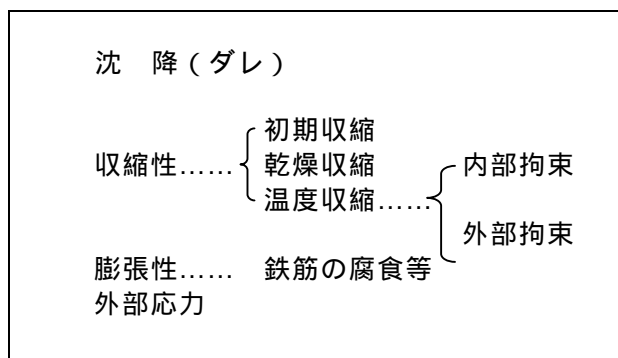 沈　降(ダレ)
初期収縮
収縮性……　乾燥収縮　内部拘束
温度収縮……
外部拘束
膨張性……　鉄筋の腐食等
外部応力